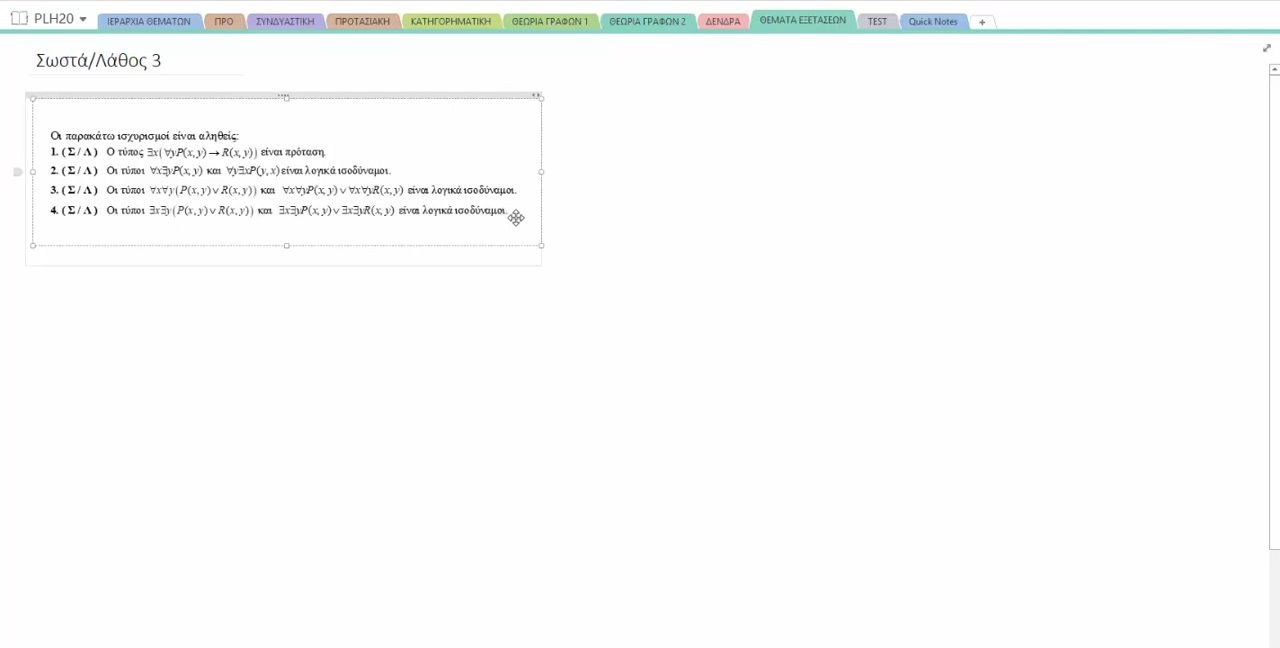 PLH20
ΙΕΡΑΡΧΙΑ ΘΕΜΑΤΩΝ ΠΡΟ ΣΥΝΔΥΑΣΤΙΚΗ ΠΡΟΤΑΣΙΑΚΗ ΚΑΤΗΓΟΡΗΜΑΤΙΚΗ ΘΕΩΡΙΑ ΓΡΑΦΩΝ 1 ΘΕΩΡΙΑ ΓΡΑΦΩΝ 2 ΔΕΝΔΡΑ ΘΕΜΑΤΑ ΕΞΕΤΑΣΕΩΝ TEST Quick Notes +
Σωστά/Λάθος 3
Οι παρακάτω ισχυρισμοί είναι αληθείς:
1. ( Σ / Λ ) Ο τύπος ∃x(∀yP(x, y) → R(x, y)) είναι πρόταση.
2. ( Σ / Λ ) Οι τύποι ∀x∃yP(x, y) και ∀y∃xP(y, x) είναι λογικά ισοδύναμοι.
3. ( Σ / Λ ) Οι τύποι ∀x∀y(P(x, y) ∨ R(x, y)) και ∀x∀yP(x, y) ∨ ∀x∀yR(x, y) είναι λογικά ισοδύναμοι.
4. ( Σ / Λ ) Οι τύποι ∃x∃y(P(x, y) ∨ R(x, y)) και ∃x∃yP(x, y) ∨ ∃x∃yR(x, y) είναι λογικά ισοδύναμοι.